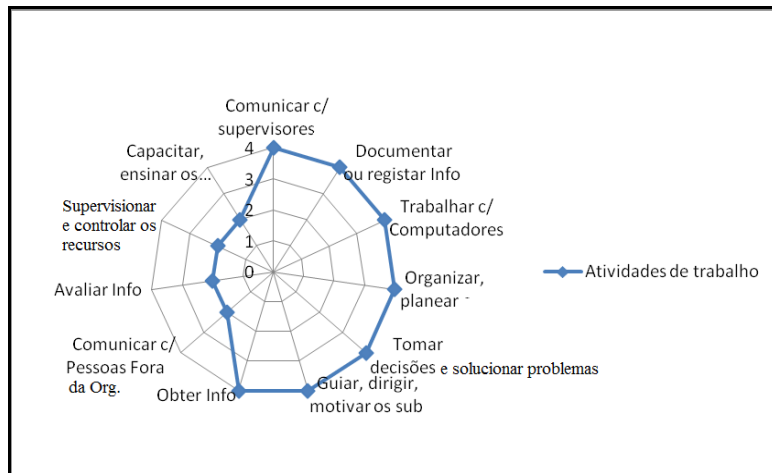 Comunicar c/
supervisores
Documentar
ou registar Info
Trabalhar c/
Computadores
Organizar,
planear -
Tomar
decisões e solucionar problemas
Guiar, dirigir,
motivar os sub
Obter Info
Comunicar c/
Pessoas Fora
da Org.
Avaliar Info
Supervisionar
e controlar os
recursos
Capacitar,
ensinar os...
4
3
2
1
0
Atividades de trabalho